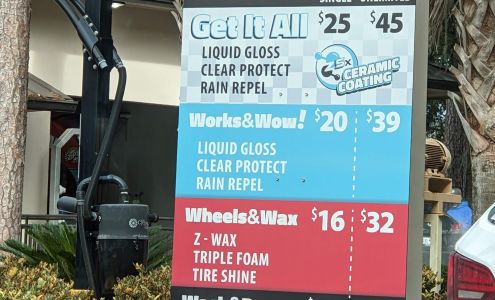 SINGLE UNLIMITED
Get It All $25 $45
LIQUID GLOSS
CLEAR PROTECT
RAIN REPEL
5X
CERAMIC
COATING
Works&Wow! $20 $39
LIQUID GLOSS
CLEAR PROTECT
RAIN REPEL
Wheels&Wax $16 $32
Z - WAX
TRIPLE FOAM
TIRE SHINE